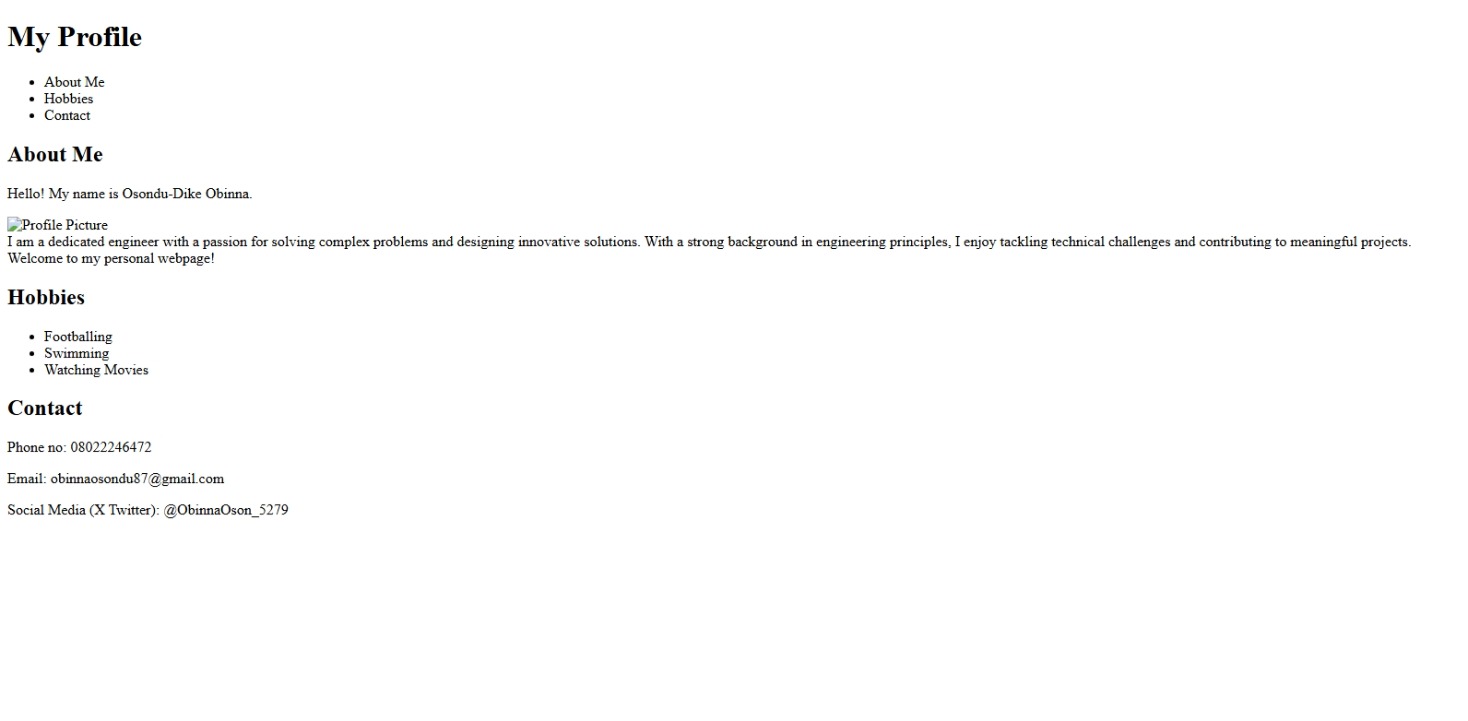 My Profile
About Me
Hobbies
Contact
About Me
Hello! My name is Osondu-Dike Obinna.
Profile Picture
I am a dedicated engineer with a passion for solving complex problems and designing innovative solutions. With a strong background in engineering principles, I enjoy tackling technical challenges and contributing to meaningful projects.
Welcome to my personal webpage!
Hobbies
Footballing
Swimming
Watching Movies
Contact
Phone no: 08022246472
Email: obinnaosondu87@gmail.com
Social Media (X Twitter): @ObinnaOson_5279